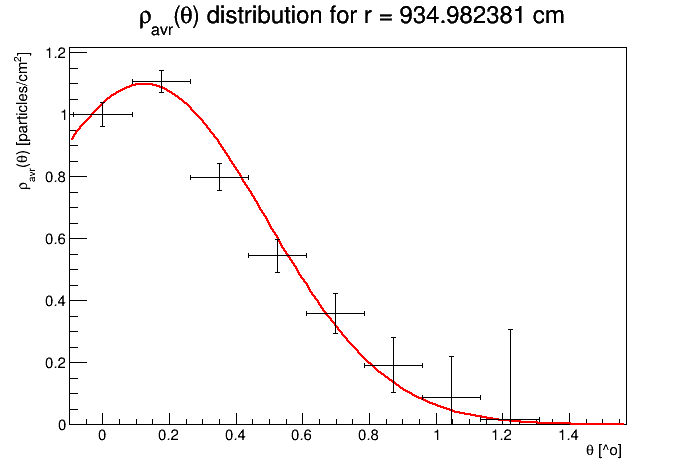 ρavr(θ) distribution for r = 934.982381 cm
ρavr(θ) [particles/cm2]
1.2
1
0.8
0.6
0.4
0.2
0
0 0.2 0.4 0.6 0.8 1 1.2 1.4
θ [^o]